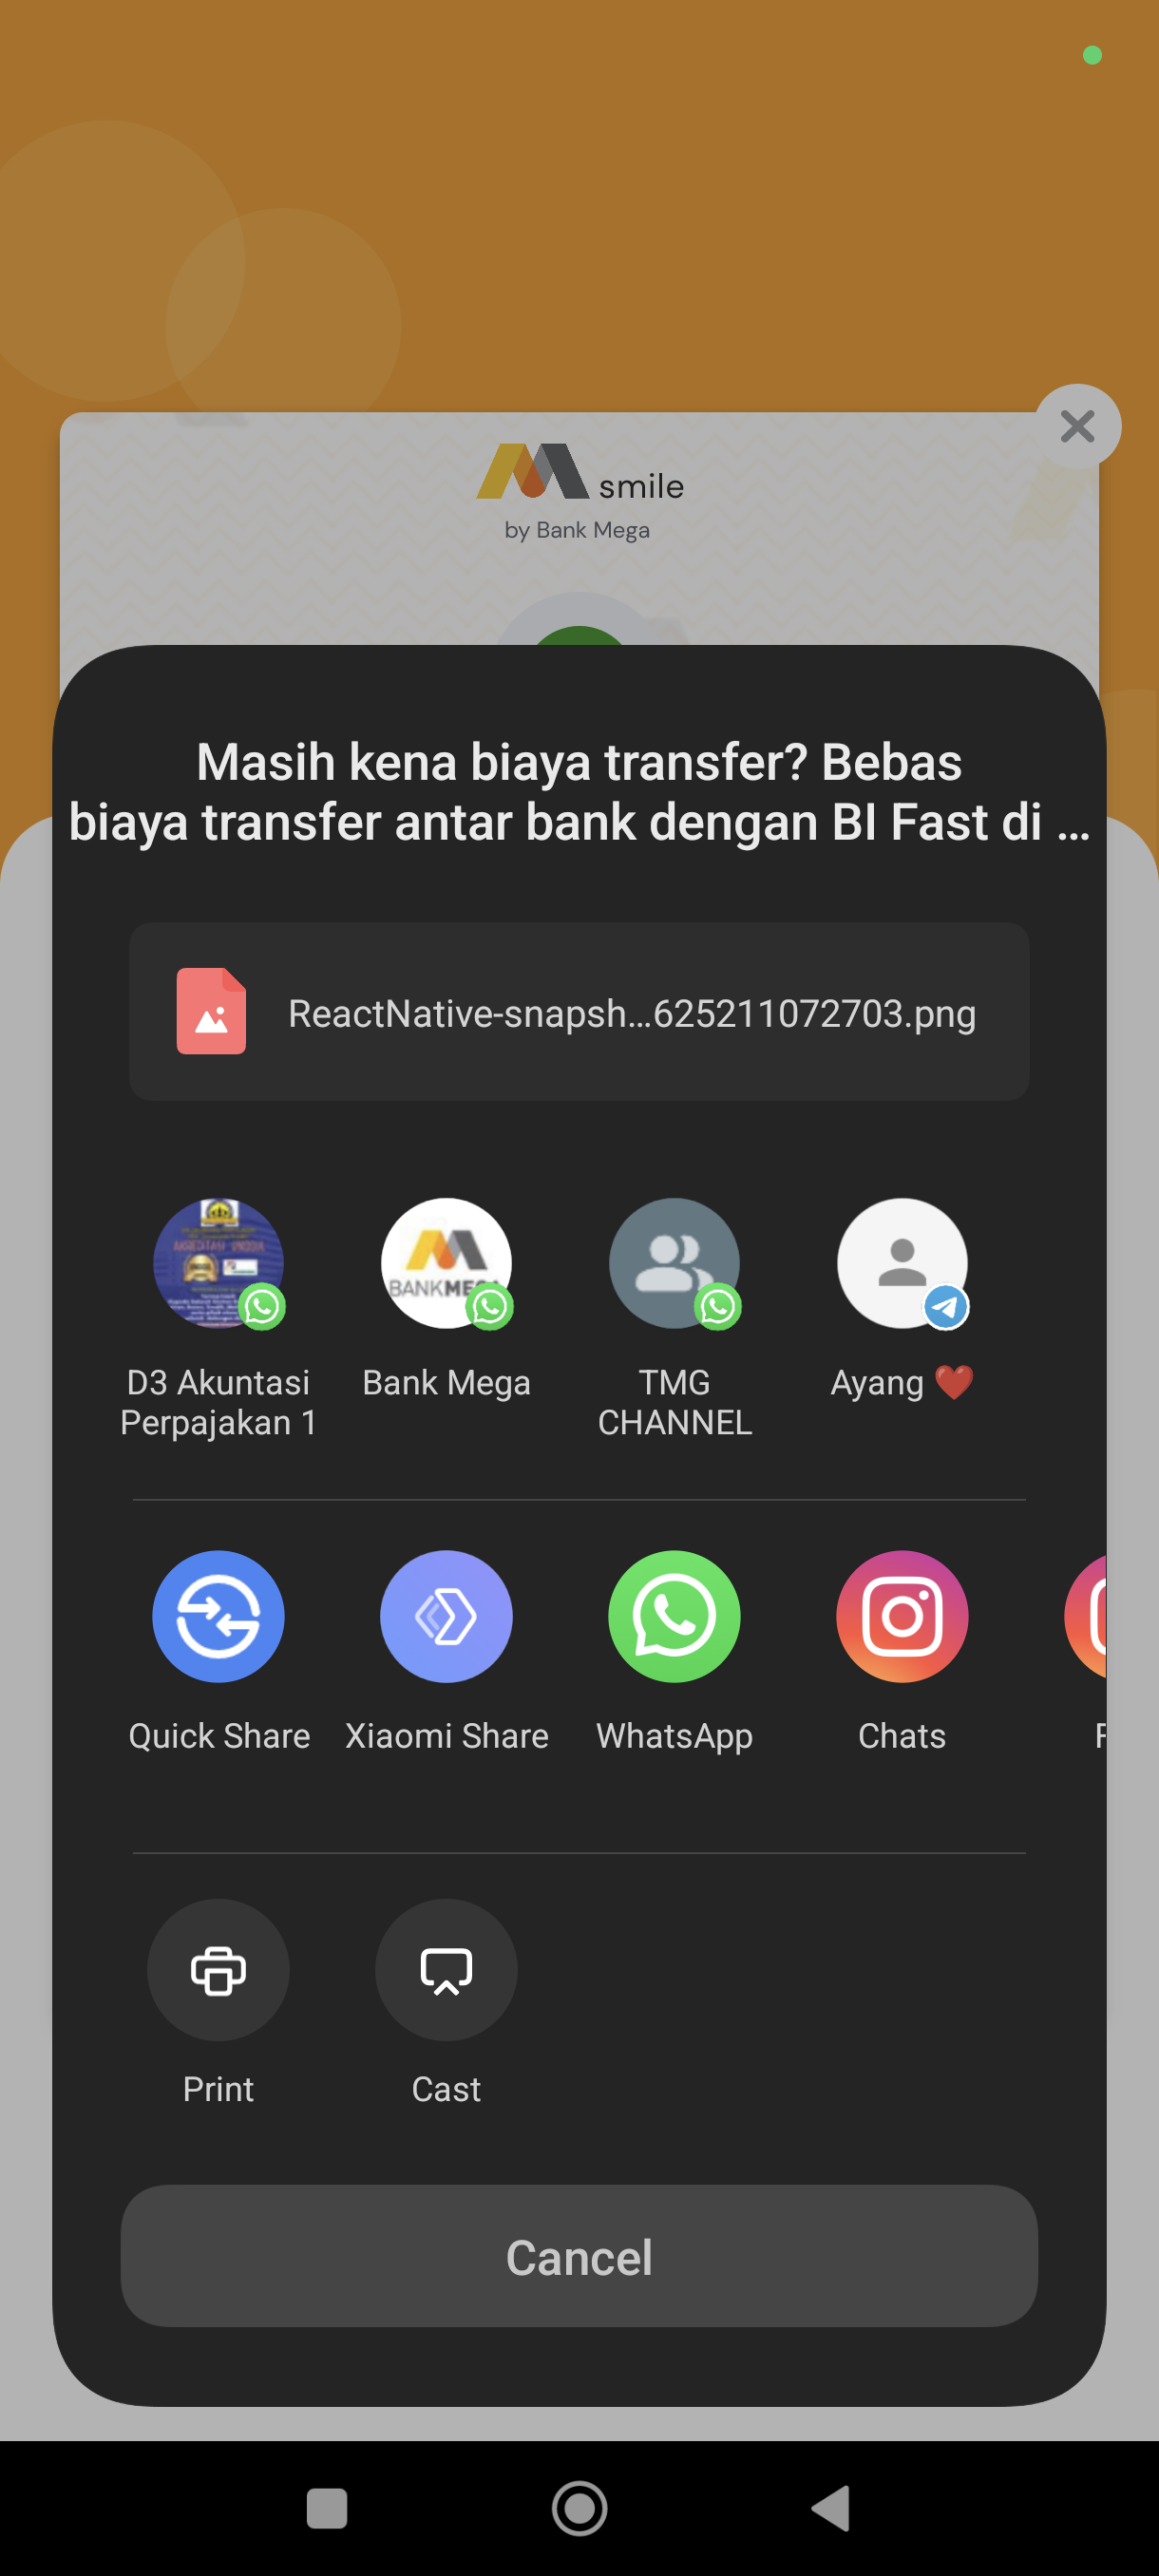 smile
by Bank Mega
Masih kena biaya transfer? Bebas
biaya transfer antar bank dengan BI Fast di ...
ReactNative-snapsh...625211072703.png
BANKMEGA
D3 Akuntasi
Perpajakan 1
Bank Mega
TMG
CHANNEL
Ayang ❤️
Quick Share
Xiaomi Share
WhatsApp
Chats
F
Print
Cast
Cancel